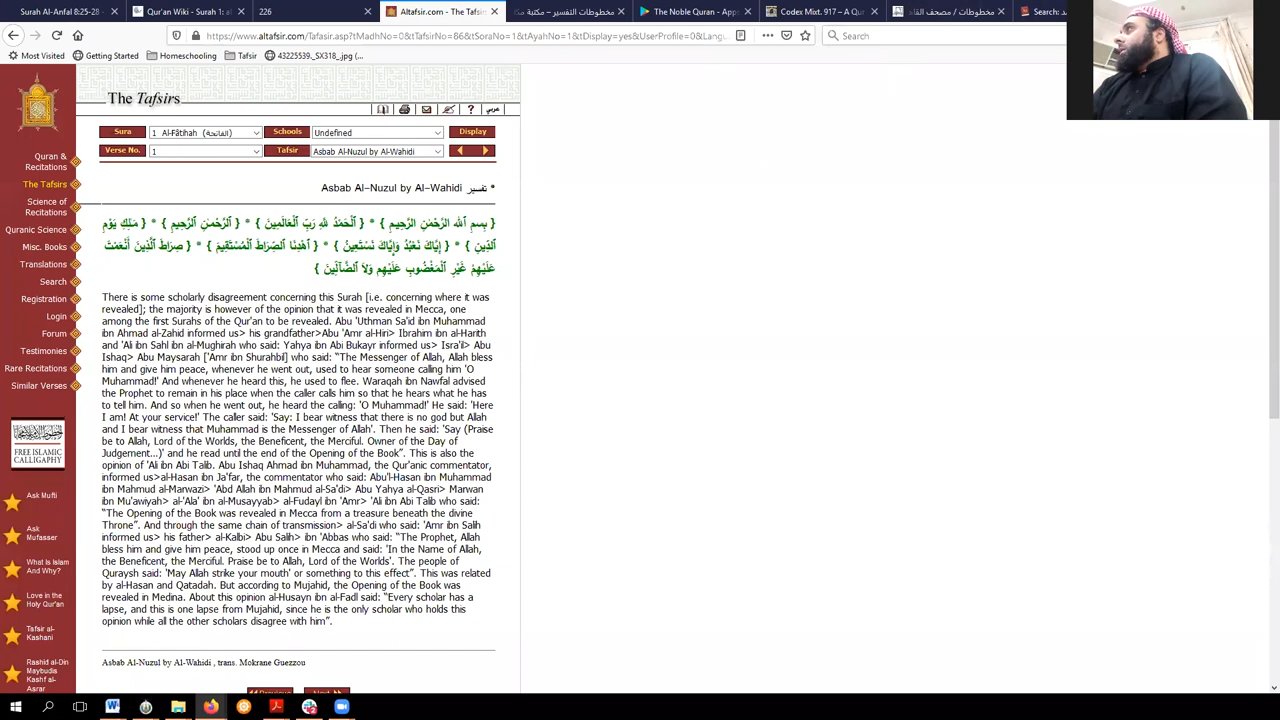 Surah Al-Anfal 8:25-28 -
Qur'an Wiki - Surah 1: al
226
Altafsir.com - The Tafsirs
مخطوطات التفسير – مكتبة
The Noble Quran - Apps
Codex Mixt. 917 – A Qur
مخطوطات / مصحف
Search:
https://www.altafsir.com/Tafasir.asp?tMadhNo=0&tTafsirNo=86&tSoraNo=1&tAyahNo=1&tDisplay=yes&UserProfile=0&Langu
Search
Most Visited
Getting Started
Homeschooling
Tafsir
43225539._SX318_.jpg (...
The Tafsirs
عربي
Sura
1 Al-Fâtihah (الفاتحة)
Schools
Undefined
Display
Verse No.
1
Tafsir
Asbab Al-Nuzul by Al-Wahidi
Quran &
Recitations
The Tafsirs
Science of
Recitations
Quranic Science
Misc. Books
Translations
Search
Registration
Login
Forum
Testimonies
Rare Recitations
Similar Verses
FREE ISLAMIC
CALLIGRAPHY
Ask Mufti
Ask
Mufasser
What Is Islam
And Why?
Love in the
Holy Qur'an
Tafsir al-
Kashani
Rashid al-Din
Maybudis
Kashf al-
Asrar
* تفسير Asbab Al-Nuzul by Al-Wahidi
{ بِسمِ ٱللهِ ٱلرَّحْمٰنِ ٱلرَّحِيـمِ } * { ٱلْحَمْدُ للَّهِ رَبِّ ٱلْعَالَمِينَ } * { ٱلرَّحْمـٰنِ ٱلرَّحِيمِ } * { مَـٰلِكِ يَوْمِ
ٱلدِّينِ } * { إِيَّاكَ نَعْبُدُ وَإِيَّاكَ نَسْتَعِينُ } * { ٱهْدِنَا ٱلصِّرَاطَ ٱلْمُسْتَقِيمَ } * { صِرَاطَ ٱلَّذِينَ أَنْعَمْتَ
عَلَيْهِمْ غَيْرِ ٱلْمَغْضُوبِ عَلَيْهِم وَلاَ ٱلضَّآلِّينَ }
There is some scholarly disagreement concerning this Surah [i.e. concerning where it was
revealed]; the majority is however of the opinion that it was revealed in Mecca, one
among the first Surahs of the Qur'an to be revealed. Abu 'Uthman Sa'id ibn Muhammad
ibn Ahmad al-Zahid informed us> his grandfather>Abu 'Amr al-Hiri> Ibrahim ibn al-Harith
and 'Ali ibn Sahl ibn al-Mughirah who said: Yahya ibn Abi Bukayr informed us> Isra'il> Abu
Ishaq> Abu Maysarah ['Amr ibn Shurahbil] who said: “The Messenger of Allah, Allah bless
him and give him peace, whenever he went out, used to hear someone calling him 'O
Muhammad!' And whenever he heard this, he used to flee. Waraqah ibn Nawfal advised
the Prophet to remain in his place when the caller calls him so that he hears what he has
to tell him. And so when he went out, he heard the calling: 'O Muhammad!' He said: 'Here
I am! At your service!' The caller said: 'Say: I bear witness that there is no god but Allah
and I bear witness that Muhammad is the Messenger of Allah'. Then he said: 'Say (Praise
be to Allah, Lord of the Worlds, the Beneficent, the Merciful. Owner of the Day of
Judgement...)' and he read until the end of the Opening of the Book”. This is also the
opinion of 'Ali ibn Abi Talib. Abu Ishaq Ahmad ibn Muhammad, the Qur'anic commentator,
informed us>al-Hasan ibn Ja'far, the commentator who said: Abu'l-Hasan ibn Muhammad
ibn Mahmud al-Marwazi> 'Abd Allah ibn Mahmud al-Sa'di> Abu Yahya al-Qasri> Marwan
ibn Mu'awiyah> al-'Ala' ibn al-Musayyab> al-Fudayl ibn 'Amr> 'Ali ibn Abi Talib who said:
“The Opening of the Book was revealed in Mecca from a treasure beneath the divine
Throne”. And through the same chain of transmission> al-Sa'di who said: 'Amr ibn Salih
informed us> his father> al-Kalbi> Abu Salih> ibn 'Abbas who said: “The Prophet, Allah
bless him and give him peace, stood up once in Mecca and said: 'In the Name of Allah,
the Beneficent, the Merciful. Praise be to Allah, Lord of the Worlds'. The people of
Quraysh said: 'May Allah strike your mouth' or something to this effect”. This was related
by al-Hasan and Qatadah. But according to Mujahid, the Opening of the Book was
revealed in Medina. About this opinion al-Husayn ibn al-Fadl said: “Every scholar has a
lapse, and this is one lapse from Mujahid, since he is the only scholar who holds this
opinion while all the other scholars disagree with him”.
Asbab Al-Nuzul by Al-Wahidi , trans. Mokrane Guezzou
Previous
Next